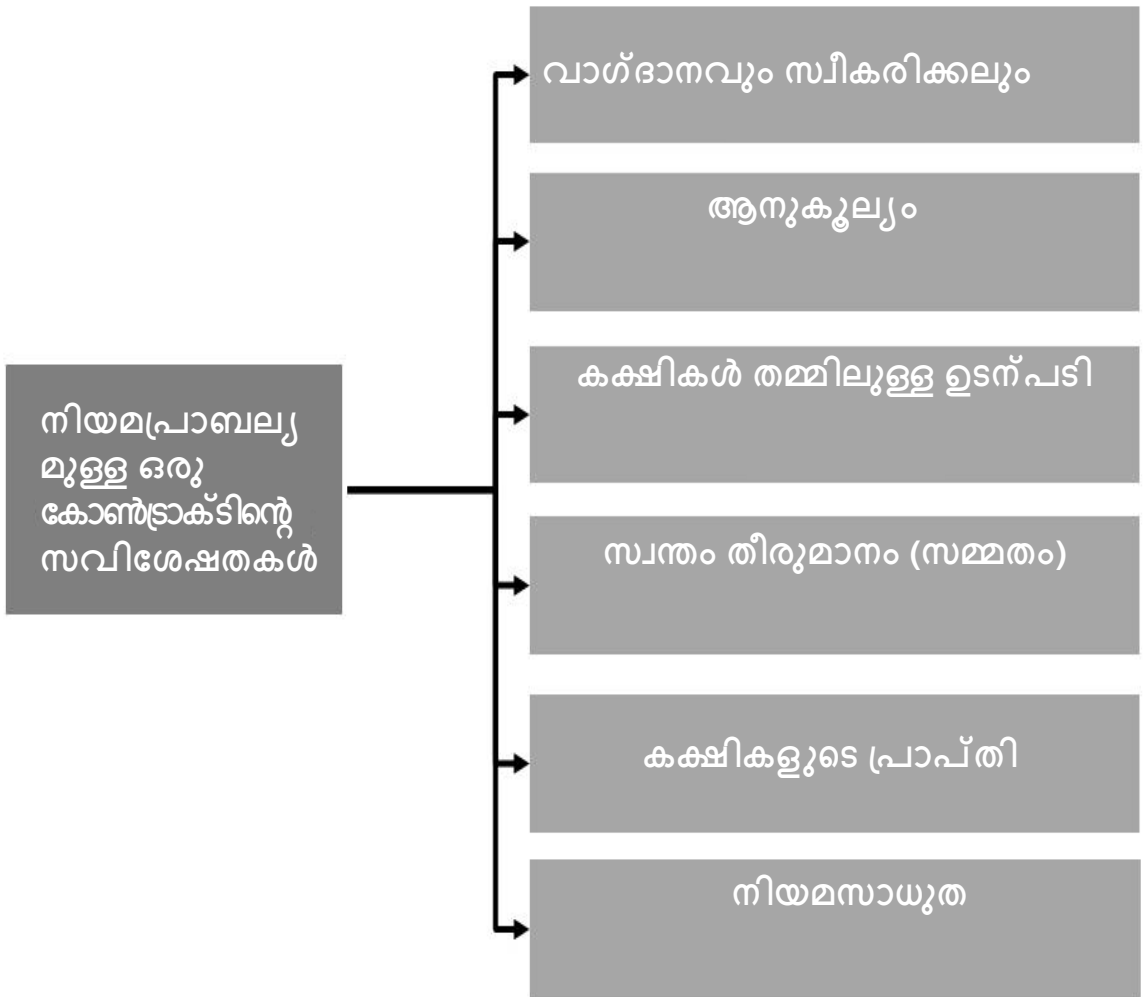 വാഗ്ദാനവും സ്വീകരിക്കലും
ആനുകൂല്യം
കക്ഷികൾ തമ്മിലുള്ള ഉടന്പടി
നിയമപ്രാബല്യ
മുള്ള ഒരു
കോൺട്രാക്ടിന്റെ
സവിശേഷതകൾ
സ്വന്തം തീരുമാനം (സമ്മതം)
കക്ഷികളുടെ പ്രാപ്തി
നിയമസാധുത